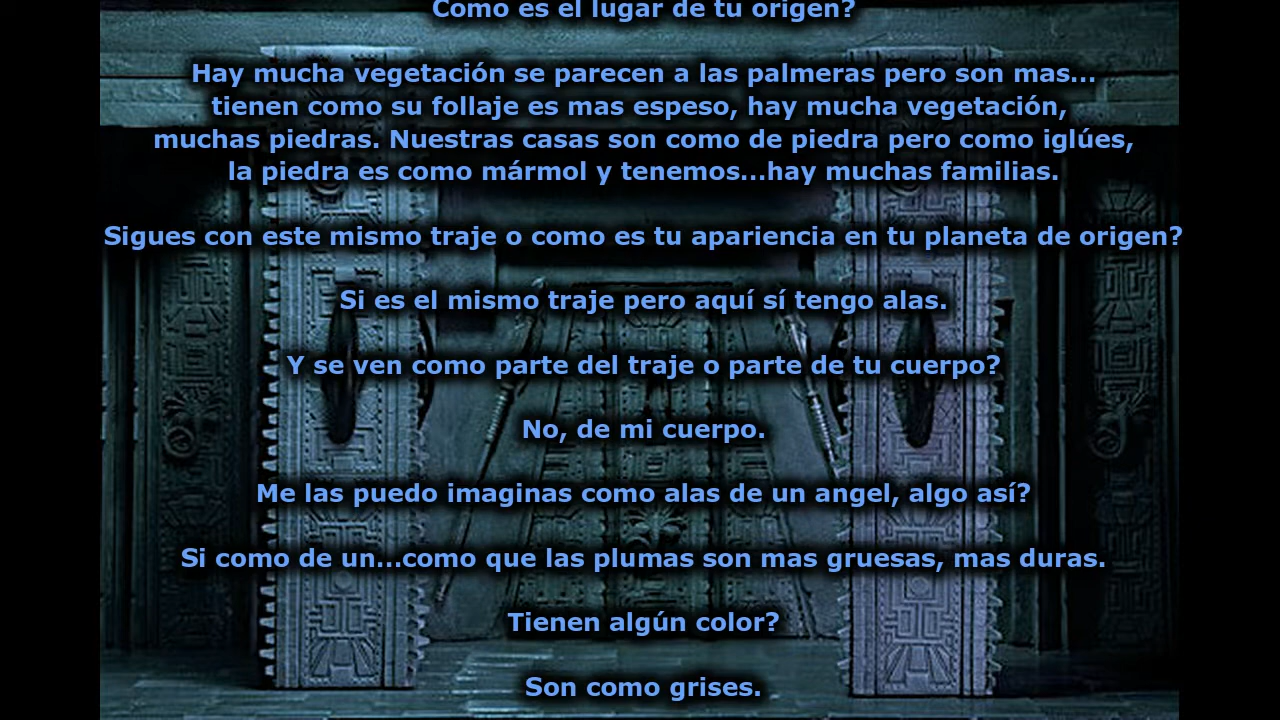 Como es el lugar de tu origen?
Hay mucha vegetación se parecen a las palmeras pero son mas...
tienen como su follaje es mas espeso, hay mucha vegetación,
muchas piedras. Nuestras casas son como de piedra pero como iglúes,
la piedra es como mármol y tenemos...hay muchas familias.
Sigues con este mismo traje o como es tu apariencia en tu planeta de origen?
Si es el mismo traje pero aquí sí tengo alas.
Y se ven como parte del traje o parte de tu cuerpo?
No, de mi cuerpo.
Me las puedo imaginas como alas de un angel, algo así?
Si como de un...como que las plumas son mas gruesas, mas duras.
Tienen algún color?
Son como grises.